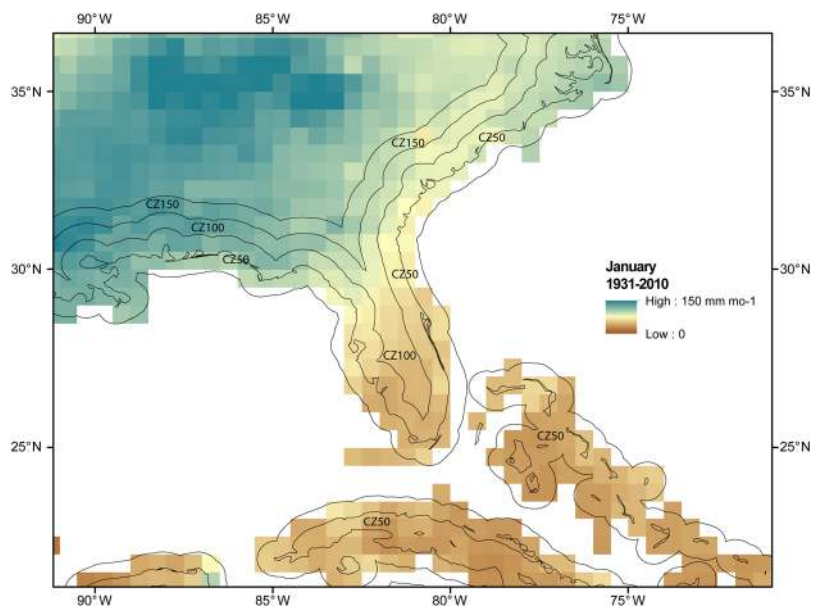 90°W 85°W 80°W 75°W
35°N 35°N
CZ150 CZ50
CZ150
CZ100
CZ50
30°N 30°N
CZ50
January
1931-2010
High : 150 mm mo-1
Low : 0
CZ100
CZ50
25°N 25°N
CZ50
90°W 85°W 80°W 75°W